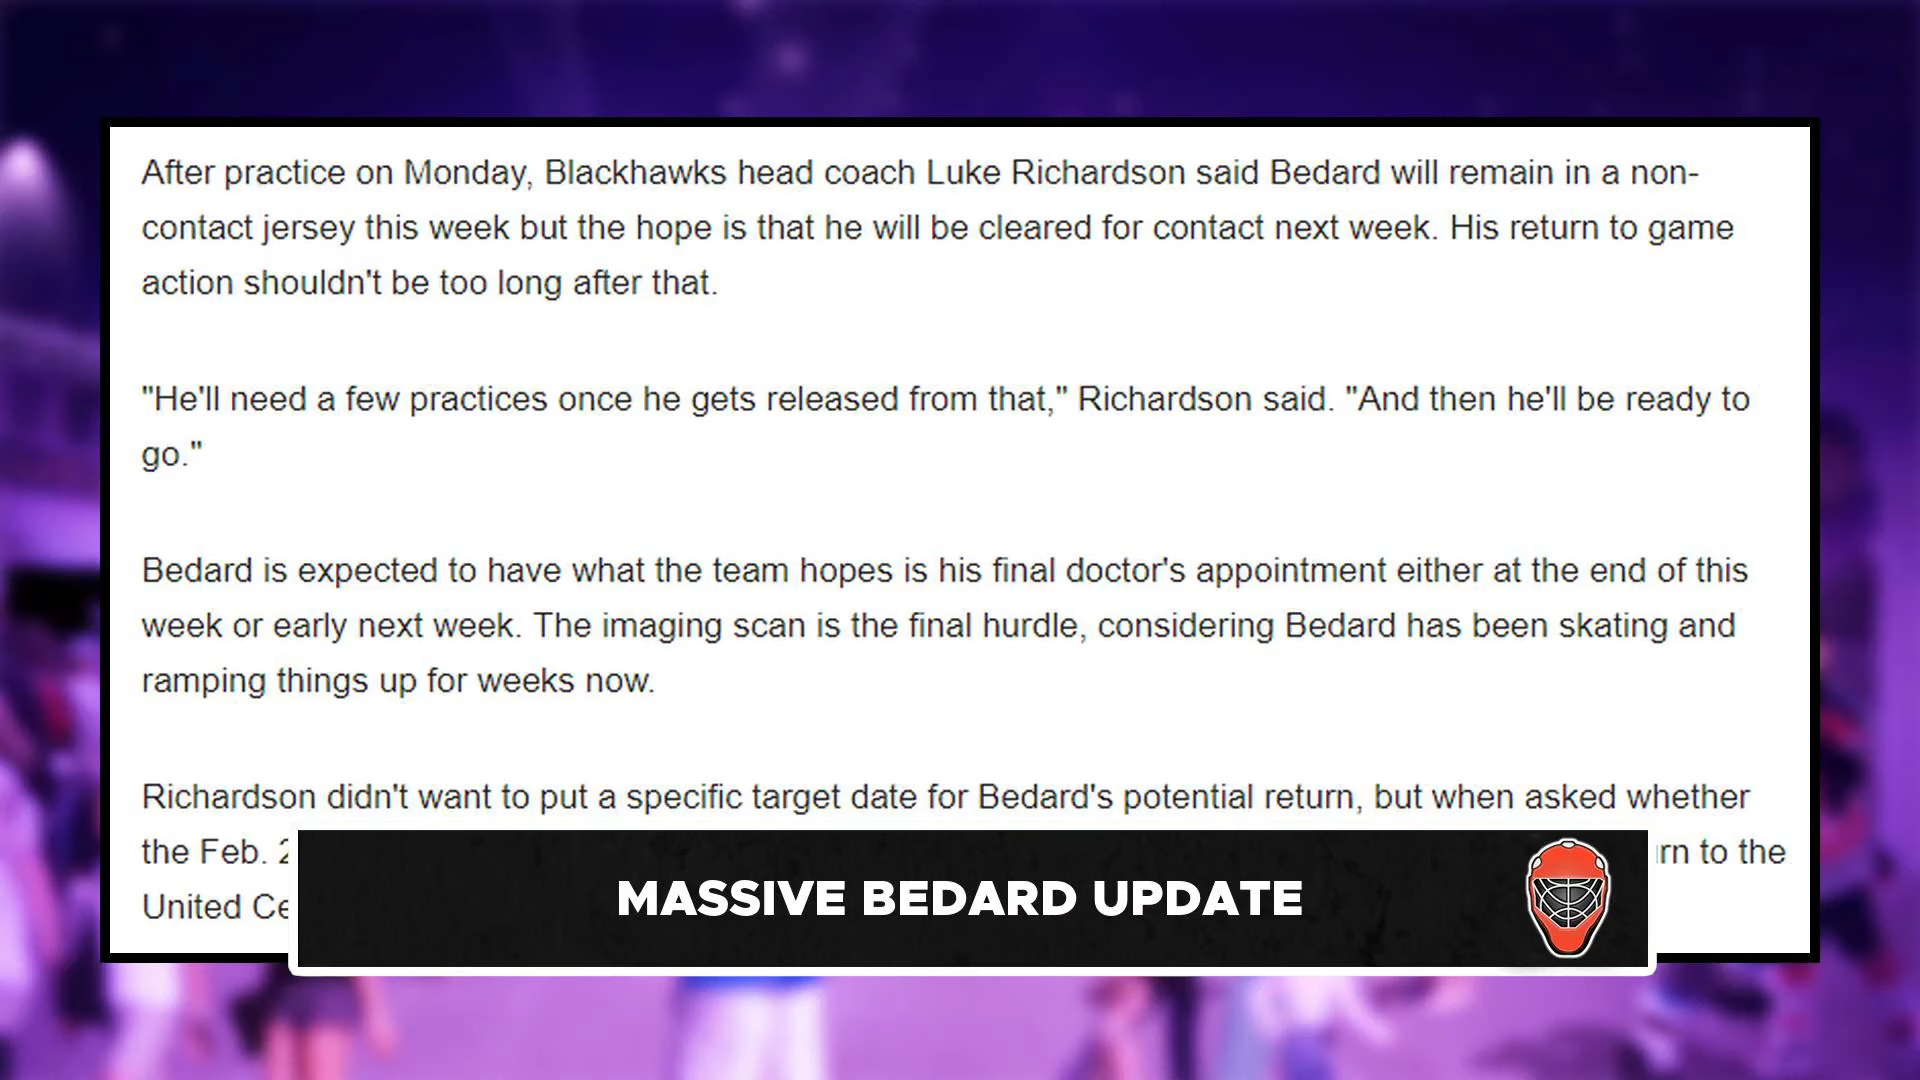 After practice on Monday, Blackhawks head coach Luke Richardson said Bedard will remain in a non-
contact jersey this week but the hope is that he will be cleared for contact next week. His return to game
action shouldn't be too long after that.
"He'll need a few practices once he gets released from that," Richardson said. "And then he'll be ready to
go."
Bedard is expected to have what the team hopes is his final doctor's appointment either at the end of this
week or early next week. The imaging scan is the final hurdle, considering Bedard has been skating and
ramping things up for weeks now.
Richardson didn't want to put a specific target date for Bedard's potential return, but when asked whether
the Feb. to the
United
MASSIVE BEDARD UPDATE